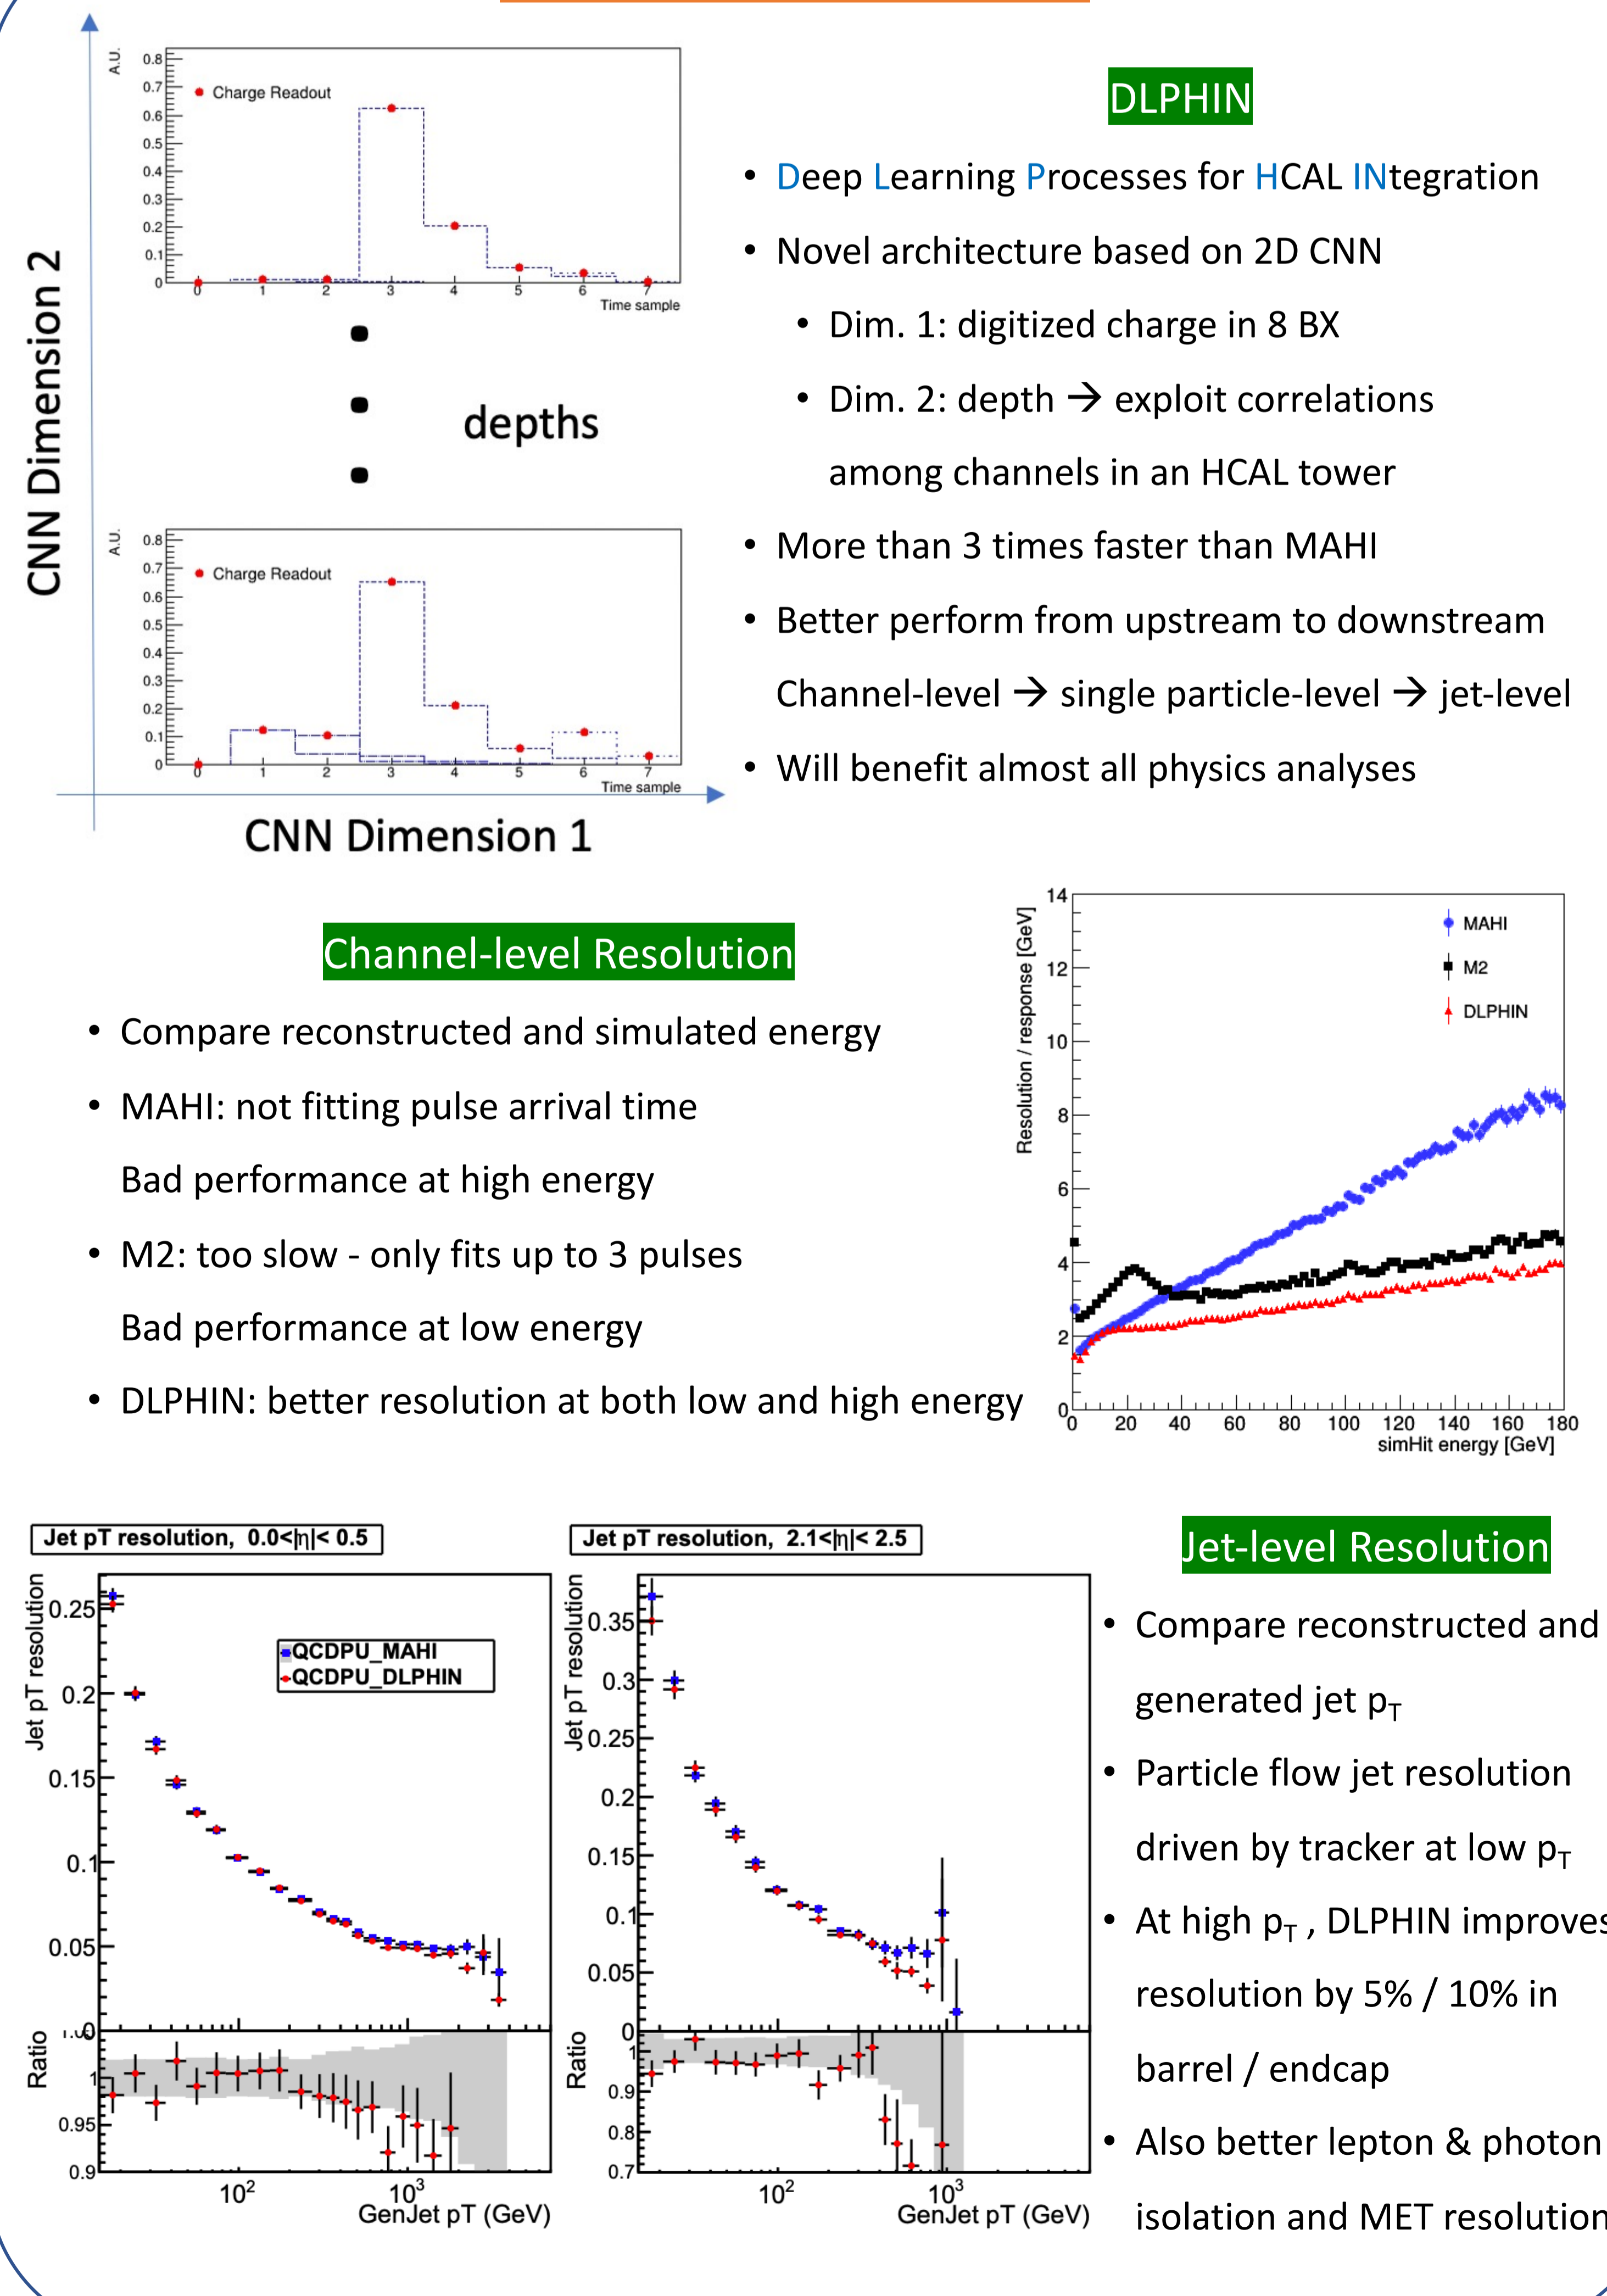 CNN Dimension 2
A.U.
0.8
0.7
0.6
0.5
0.4
0.3
0.2
0.1
0
Charge Readout
0 1 2 3 4 5 6 7
Time sample
depths
A.U.
0.8
0.7
0.6
0.5
0.4
0.3
0.2
0.1
0
Charge Readout
0 1 2 3 4 5 6 7
Time sample
CNN Dimension 1
DLPHIN
• Deep Learning Processes for HCAL INtegration
• Novel architecture based on 2D CNN
• Dim. 1: digitized charge in 8 BX
• Dim. 2: depth → exploit correlations
among channels in an HCAL tower
• More than 3 times faster than MAHI
• Better perform from upstream to downstream
Channel-level → single particle-level → jet-level
• Will benefit almost all physics analyses
Channel-level Resolution
• Compare reconstructed and simulated energy
• MAHI: not fitting pulse arrival time
Bad performance at high energy
• M2: too slow - only fits up to 3 pulses
Bad performance at low energy
• DLPHIN: better resolution at both low and high energy
Resolution / response [GeV]
14
12
10
8
6
4
2
0
MAHI
M2
DLPHIN
0 20 40 60 80 100 120 140 160 180
simHit energy [GeV]
Jet pT resolution, 0.0<|η|< 0.5
Jet pT resolution
0.25
0.2
0.15
0.1
0.05
0
QCDPU_MAHI
QCDPU_DLPHIN
Ratio
1
0.95
0.9
10² 10³
GenJet pT (GeV)
Jet pT resolution, 2.1<|η|< 2.5
Jet pT resolution
0.35
0.3
0.25
0.2
0.15
0.1
0.05
0
Ratio
1
0.9
0.8
0.7
10² 10³
GenJet pT (GeV)
Jet-level Resolution
• Compare reconstructed and
generated jet pT
• Particle flow jet resolution
driven by tracker at low pT
• At high pT , DLPHIN improves
resolution by 5% / 10% in
barrel / endcap
• Also better lepton & photon
isolation and MET resolution